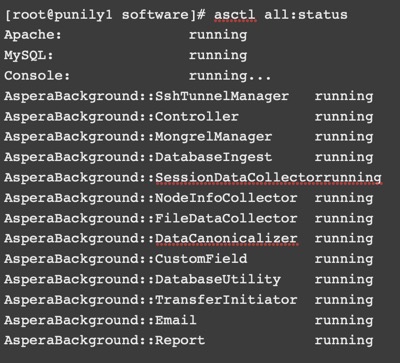 [root@punily1 software]# asctl all:status
Apache: running
MySQL: running
Console: running...
AsperaBackground::SshTunnelManager running
AsperaBackground::Controller running
AsperaBackground::MongrelManager running
AsperaBackground::DatabaseIngest running
AsperaBackground::SessionDataCollectorrunning
AsperaBackground::NodeInfoCollector running
AsperaBackground::FileDataCollector running
AsperaBackground::DataCanonicalizer running
AsperaBackground::CustomField running
AsperaBackground::DatabaseUtility running
AsperaBackground::TransferInitiator running
AsperaBackground::Email running
AsperaBackground::Report running